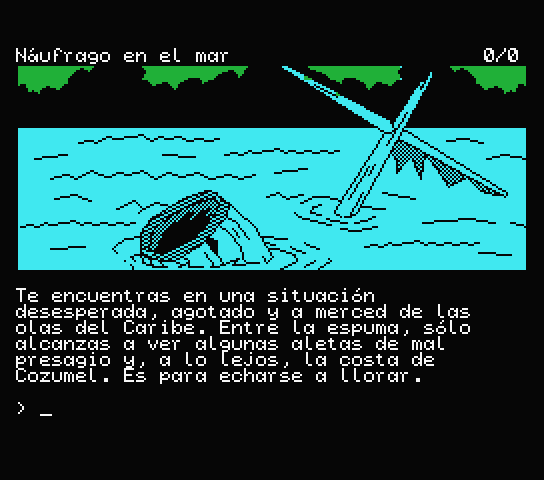 Náufrago en el mar 0/0
Te encuentras en una situación
desesperada, agotado y a merced de las
olas del Caribe. Entre la espuma, sólo
alcanzas a ver algunas aletas de mal
presagio y, a lo lejos, la costa de
Cozumel. Es para echarse a llorar.
> _